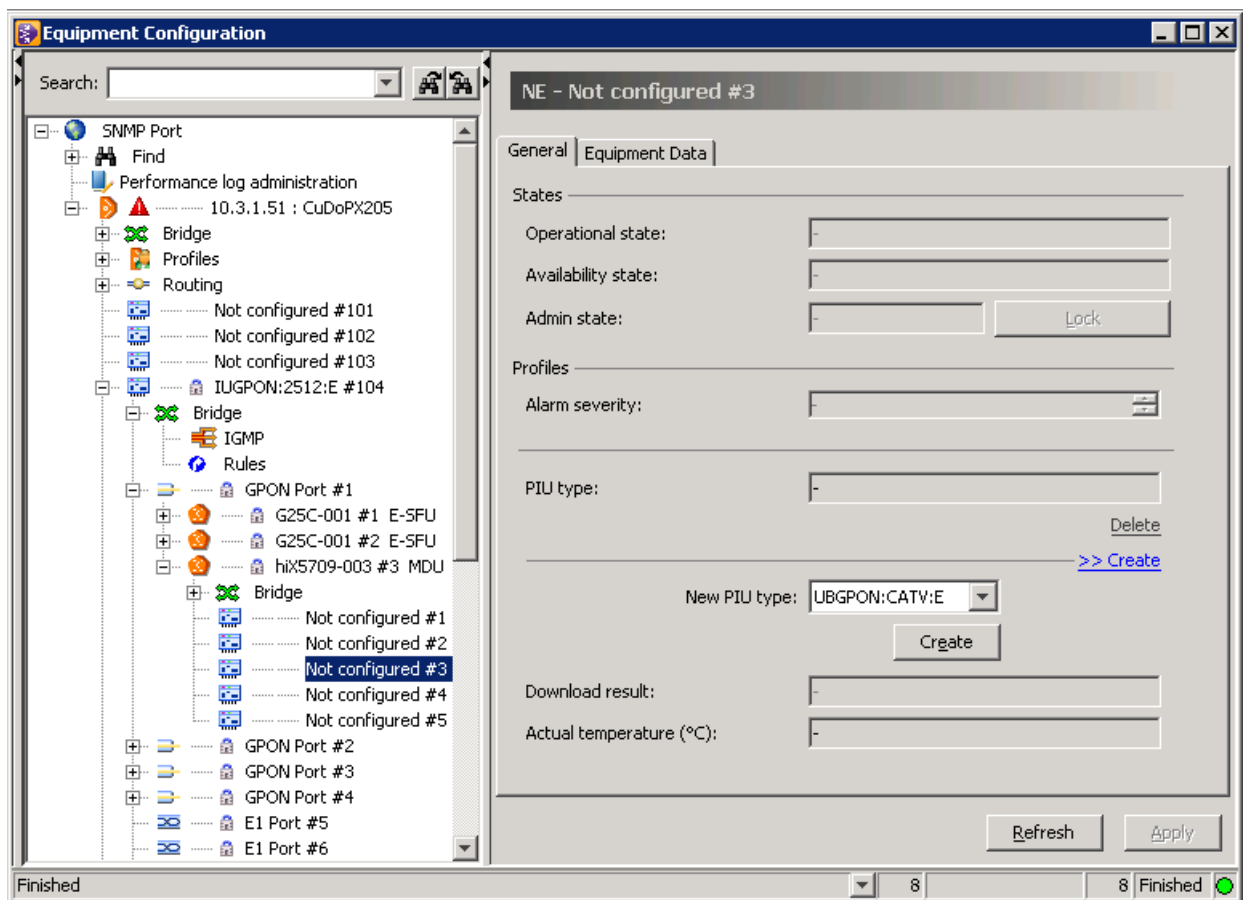 Equipment Configuration
Search:
SNMP Port
Find
Performance log administration
10.3.1.51 : CuDoPX205
Bridge
Profiles
Routing
Not configured #101
Not configured #102
Not configured #103
IUGPON:2512:E #104
Bridge
IGMP
Rules
GPON Port #1
G25C-001 #1 E-SFU
G25C-001 #2 E-SFU
hiX5709-003 #3 MDU
Bridge
Not configured #1
Not configured #2
Not configured #3
Not configured #4
Not configured #5
GPON Port #2
GPON Port #3
GPON Port #4
E1 Port #5
E1 Port #6
NE - Not configured #3
General Equipment Data
States
Operational state: -
Availability state: -
Admin state: - Lock
Profiles
Alarm severity: -
PIU type: -
Delete
>> Create
New PIU type: UBGPON:CATV:E
Create
Download result: -
Actual temperature (°C): -
Refresh Apply
Finished 8 8 Finished